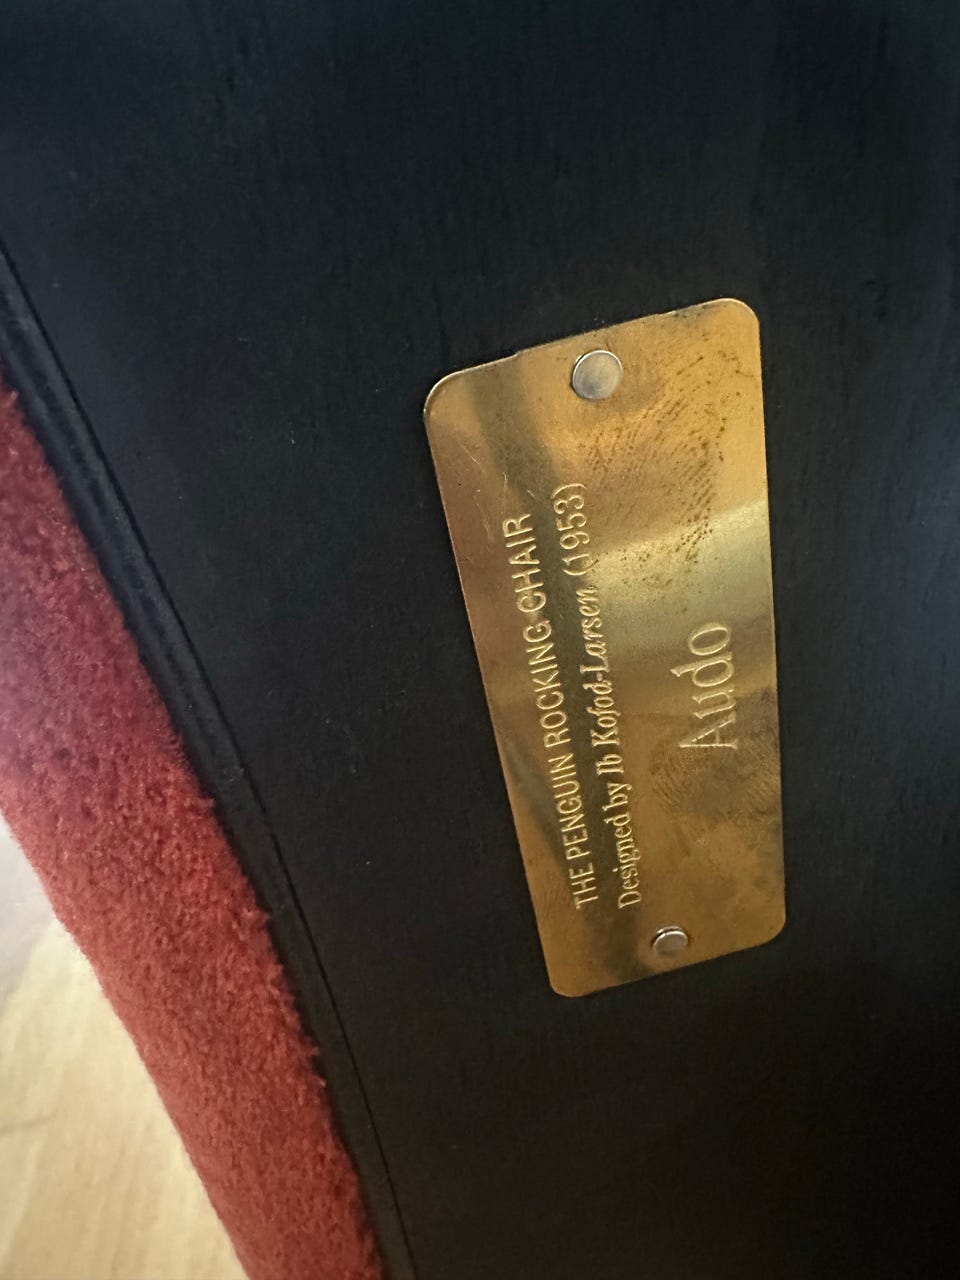 THE PENGUIN ROCKING CHAIR
Designed by Ib Kofod-Larsen (1953)
Audo